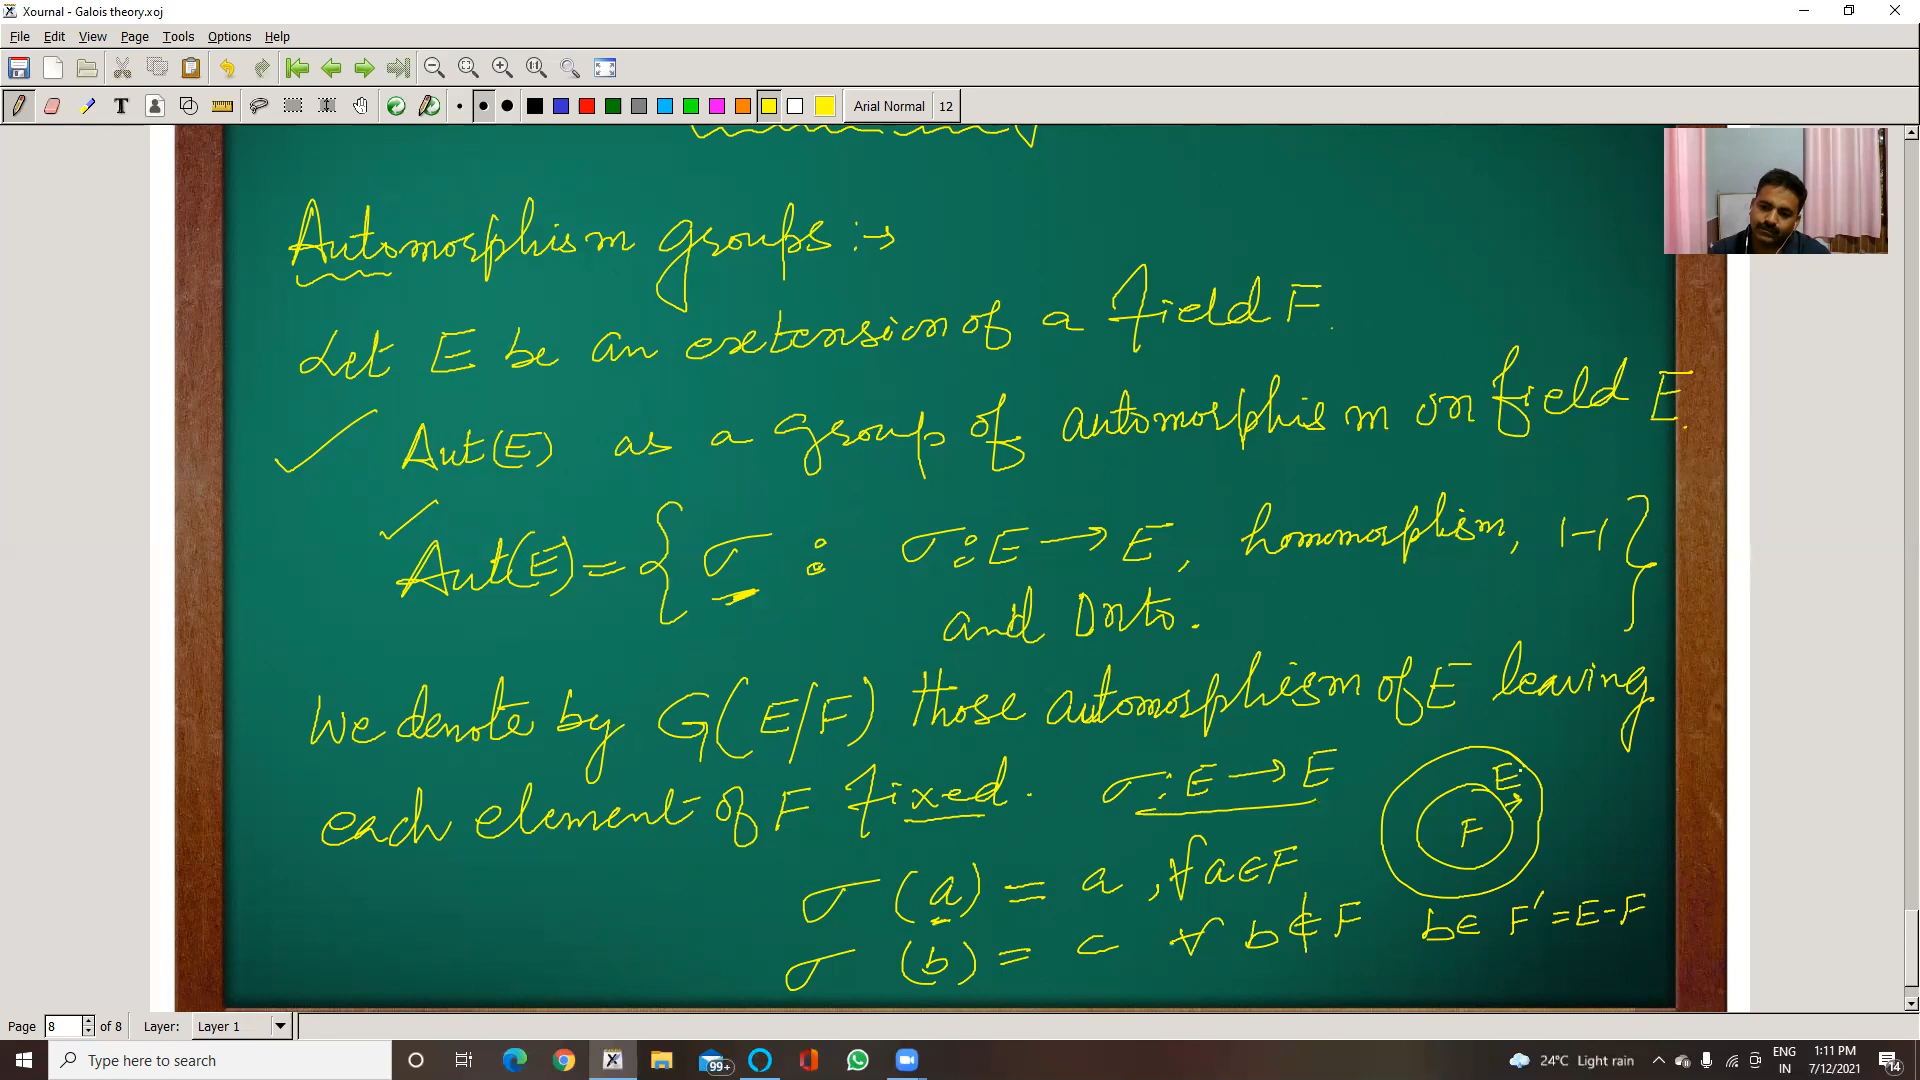 Xournal - Galois theory.xoj
File Edit View Page Tools Options Help
Arial Normal 12
Automorphism groups :→
Let E be an extension of a field F.
Aut(E) as a group of automorphism on field E.
Aut(E) = { σ : σ: E → E, homomorphism, 1-1 }
and Onto.
We denote by G(E/F) those automorphism of E leaving
each element of F fixed. σ: E → E
E
F
σ (a) = a , ∀ a ∈ F
σ (b) = c ∀ b ∉ F b ∈ F' = E - F
Page 8 of 8 Layer: Layer 1
Type here to search
99+
24°C Light rain
ENG
IN
1:11 PM
7/12/2021
14